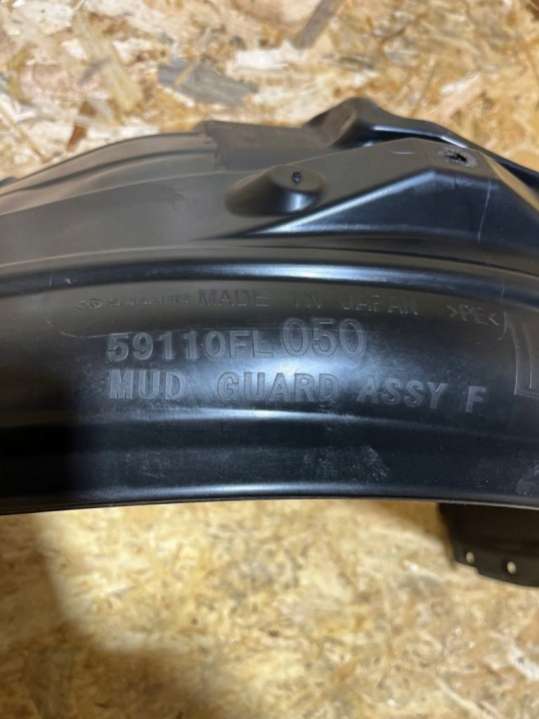 MADE IN JAPAN >PE<
59110FL050
MUD GUARD ASSY F